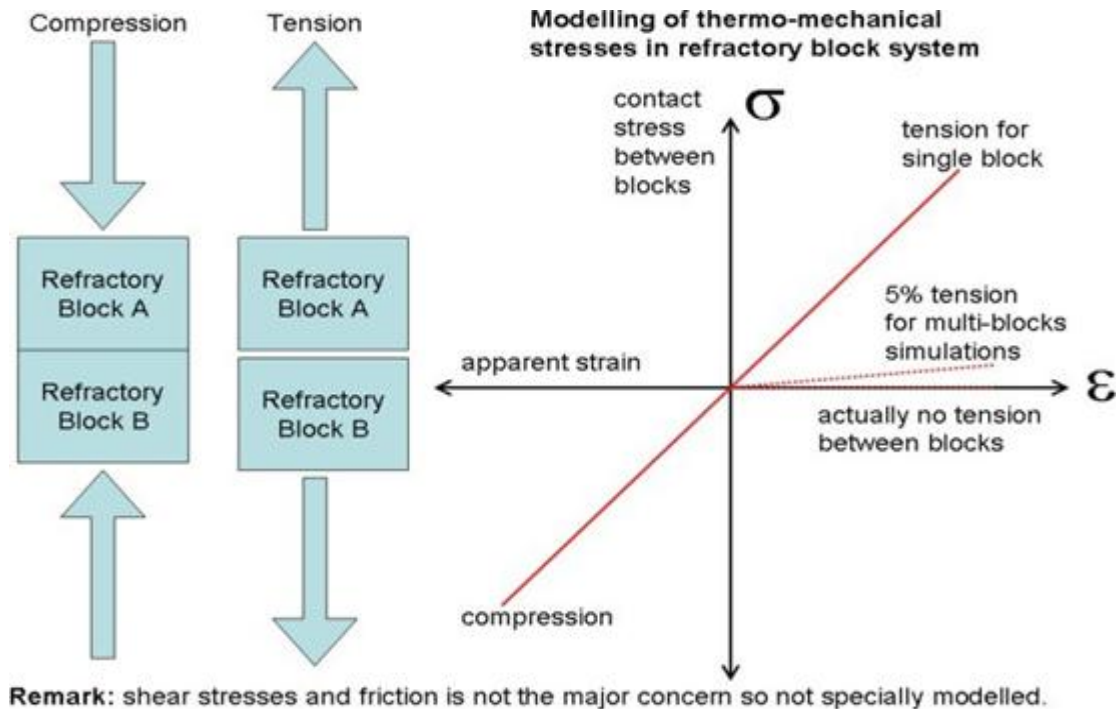 Compression
Tension
Refractory
Block A
Refractory
Block B
Refractory
Block A
Refractory
Block B
Modelling of thermo-mechanical
stresses in refractory block system
contact
stress
between
blocks
σ
tension for
single block
5% tension
for multi-blocks
simulations
apparent strain
ε
actually no tension
between blocks
compression
Remark: shear stresses and friction is not the major concern so not specially modelled.